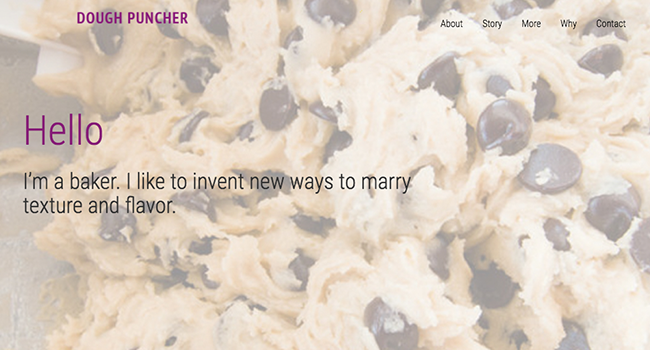 DOUGH PUNCHER
About Story More Why Contact
Hello
I’m a baker. I like to invent new ways to marry
texture and flavor.